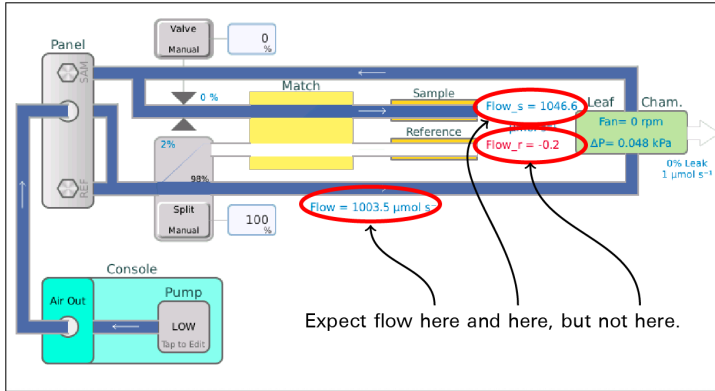 Valve
Manual
0
%
Panel
SAM
0 %
Match
Sample
Flow_s = 1046.6
Leaf
Cham.
Fan= 0 rpm
Reference
Flow_r = -0.2
ΔP= 0.048 kPa
2%
98%
0% Leak
1 μmol s⁻¹
REF
Split
Manual
100
%
Flow = 1003.5 μmol s⁻
Console
Pump
Air Out
LOW
Tap to Edit
Expect flow here and here, but not here.